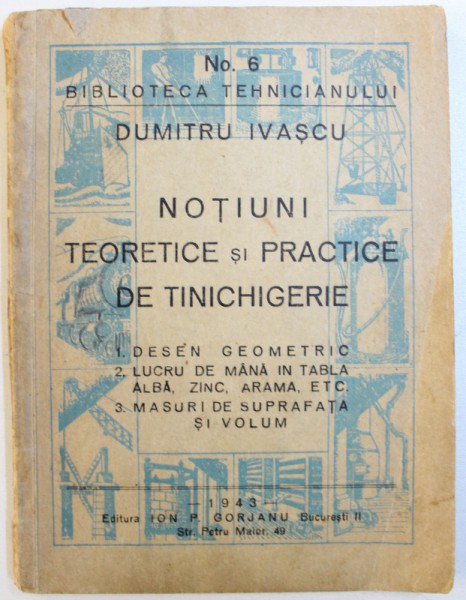 No. 6
BIBLIOTECA TEHNICIANULUI
DUMITRU IVAȘCU
NOȚIUNI
TEORETICE ȘI PRACTICE
DE TINICHIGERIE
1. DESEN GEOMETRIC
2. LUCRU DE MÂNĂ IN TABLA
ALBĂ, ZINC, ARAMA, ETC.
3. MASURI DE SUPRAFAȚA
ȘI VOLUM
—1943—
Editura ION P. GORJANU București II
Str. Petru Maior, 49